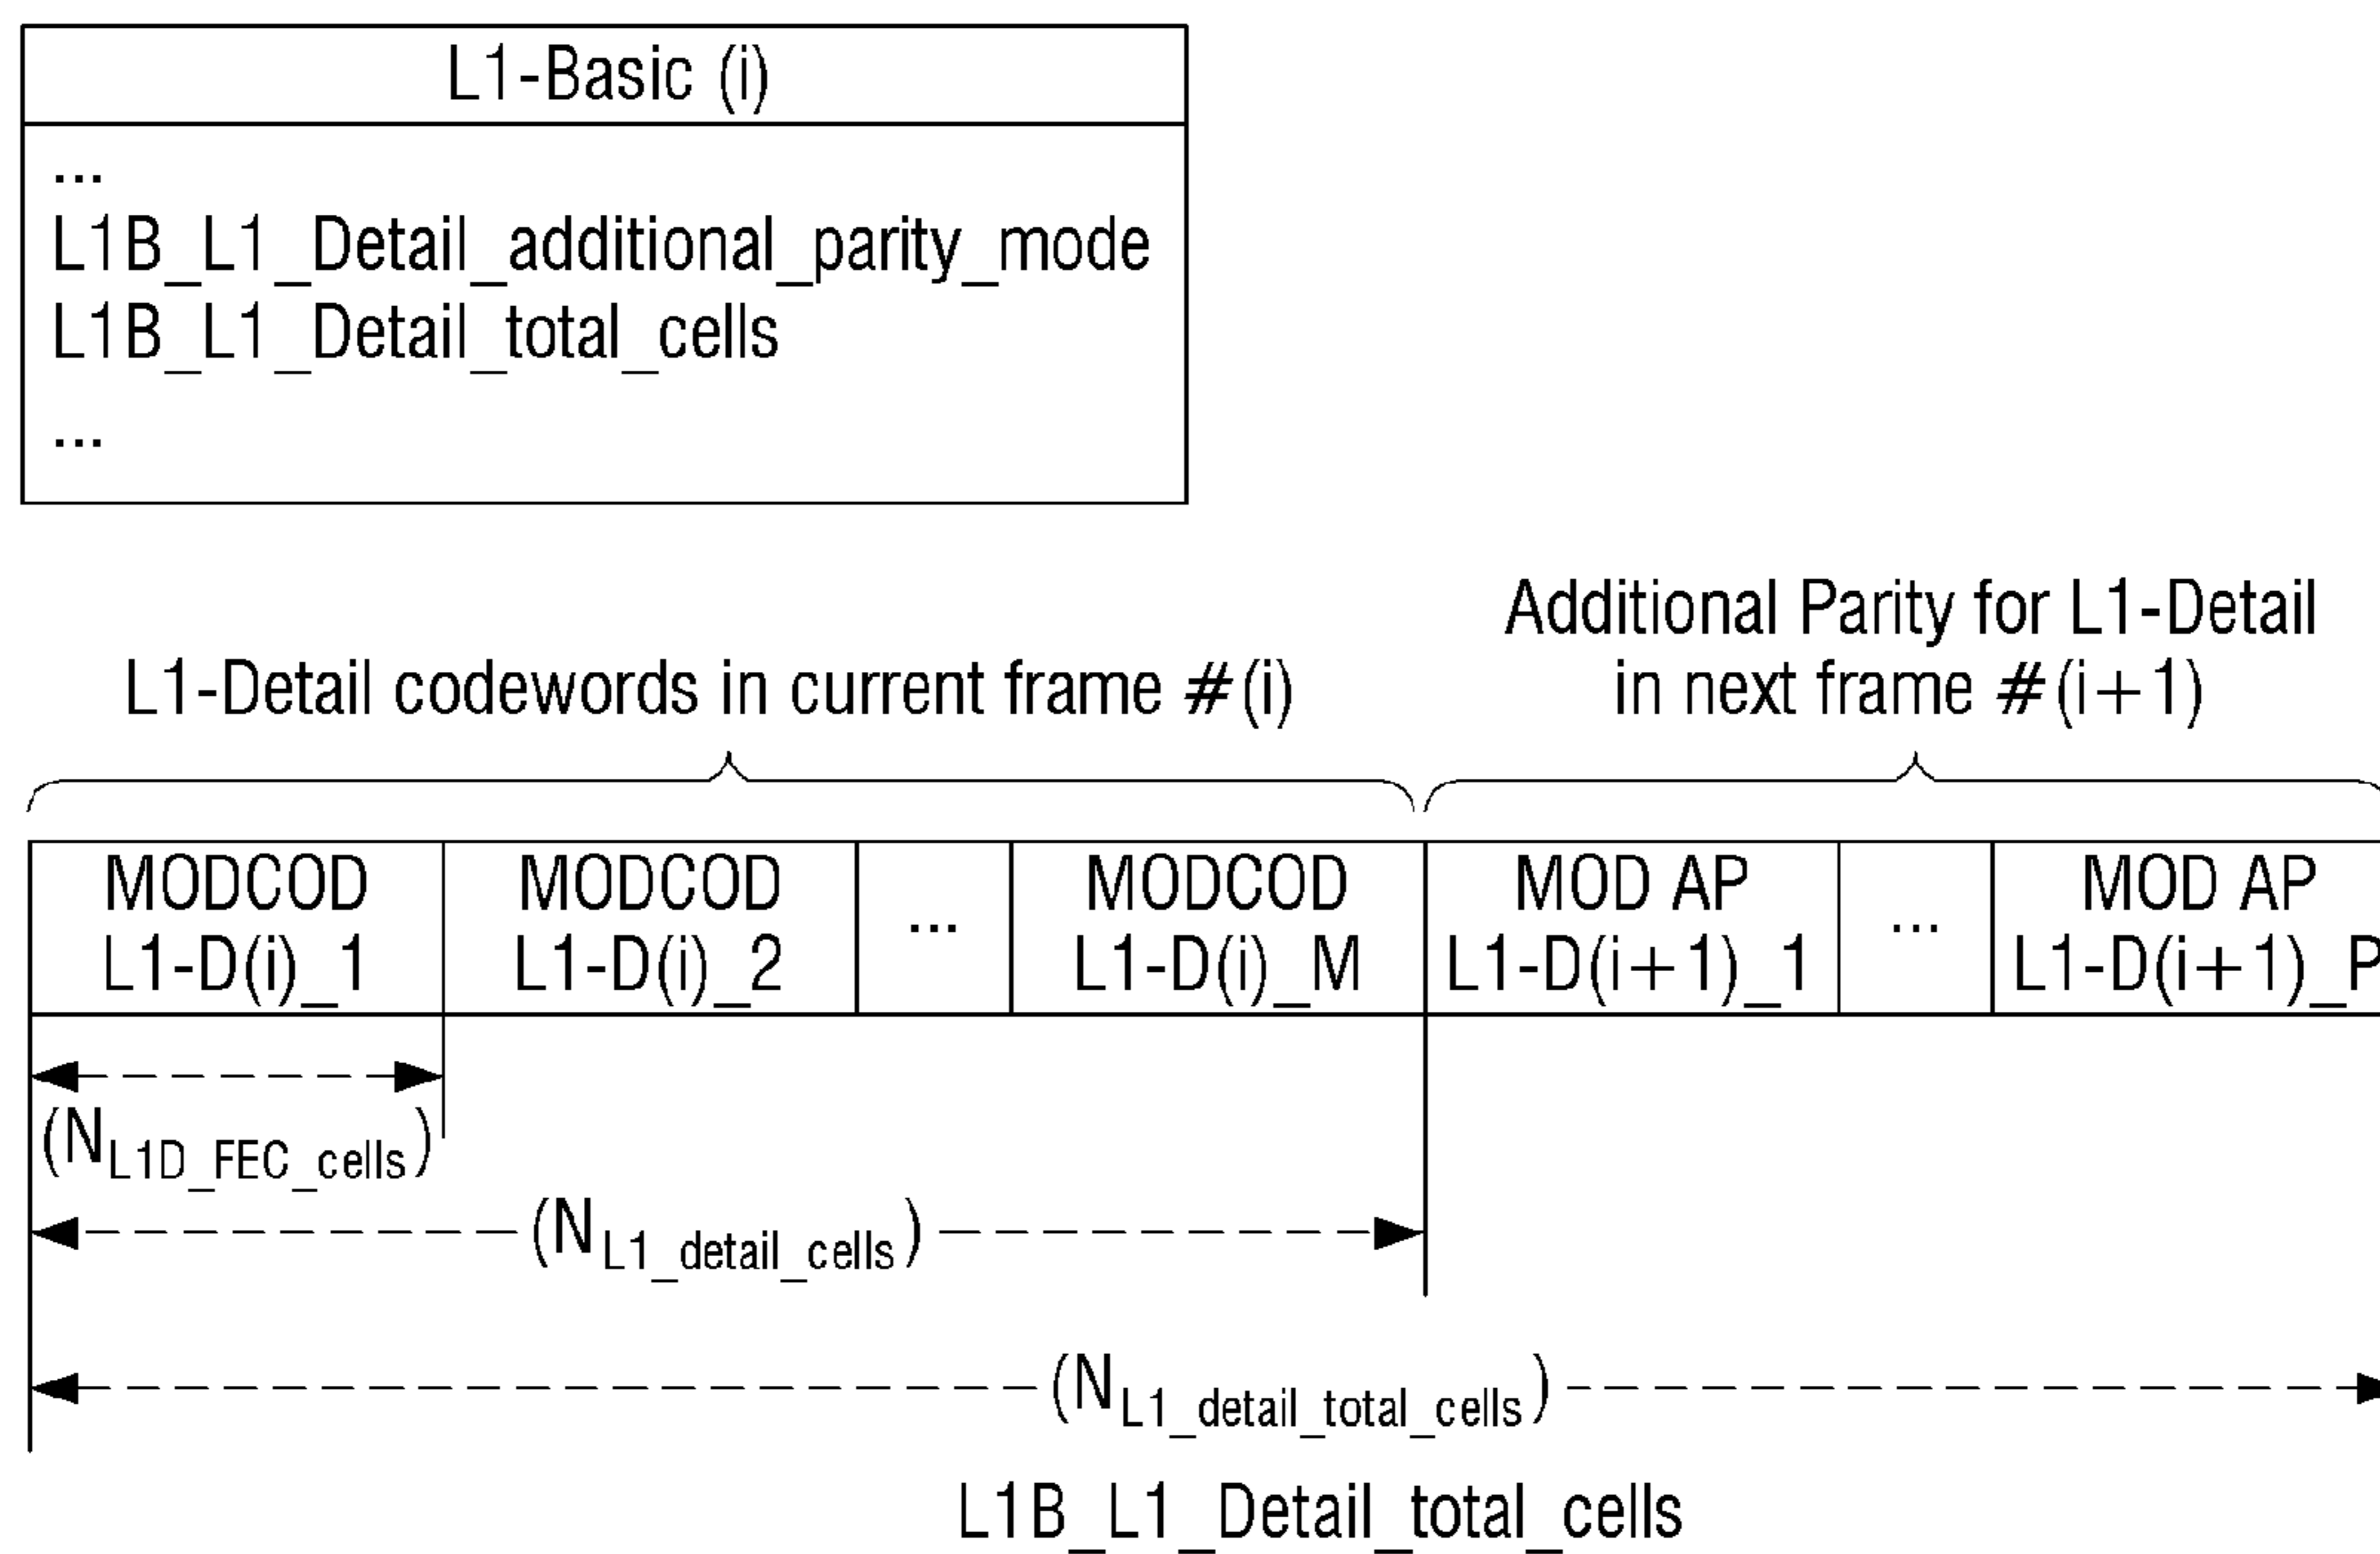 L1-Basic (i)
...
L1B_L1_Detail_additional_parity_mode
L1B_L1_Detail_total_cells
...
Additional Parity for L1-Detail
L1-Detail codewords in current frame #(i)
in next frame #(i+1)
MODCOD MODCOD ... MODCOD MOD AP ... MOD AP
L1-D(i)_1 L1-D(i)_2 L1-D(i)_M L1-D(i+1)_1 L1-D(i+1)_P
(NL1D_FEC_cells)
(NL1_detail_cells)
(NL1_detail_total_cells)
L1B_L1_Detail_total_cells